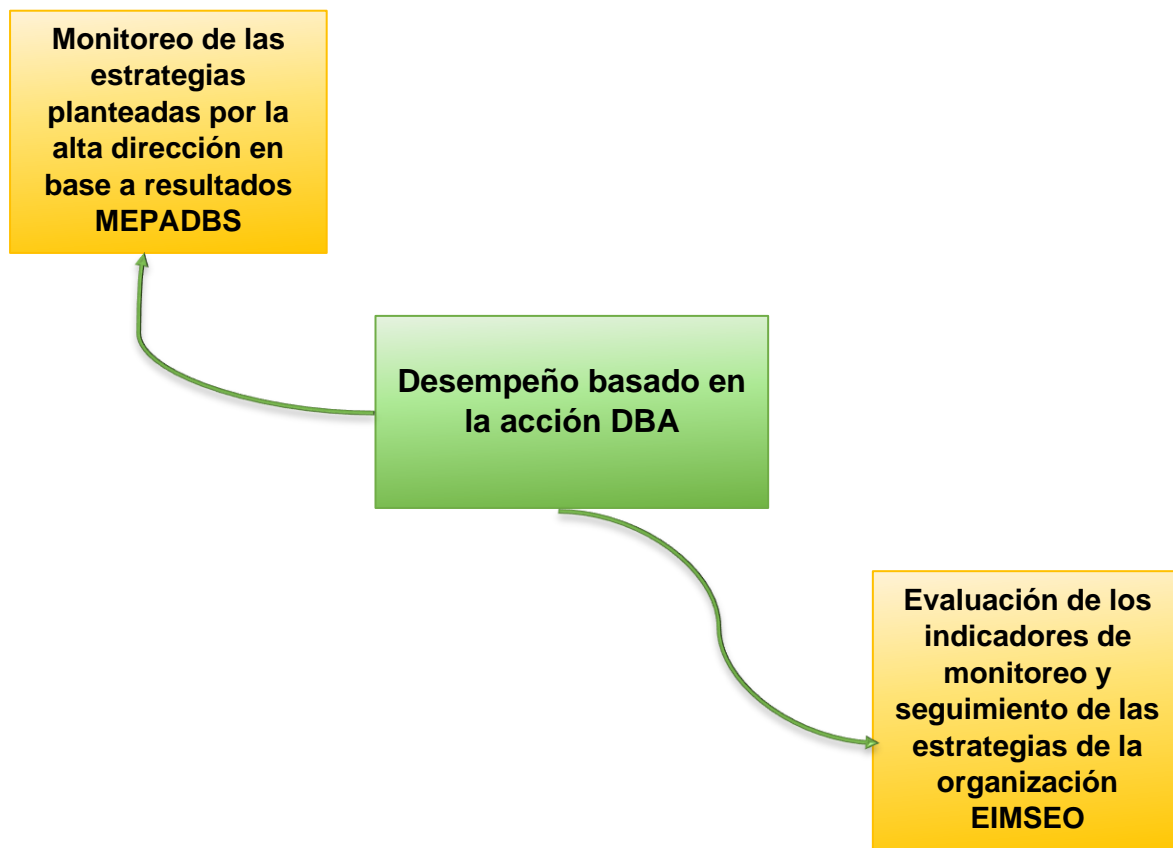 Monitoreo de las
estrategias
planteadas por la
alta dirección en
base a resultados
MEPADBS
Desempeño basado en
la acción DBA
Evaluación de los
indicadores de
monitoreo y
seguimiento de las
estrategias de la
organización
EIMSEO